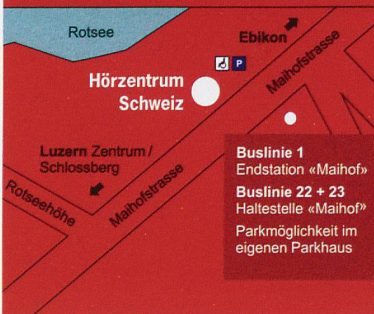 Rotsee
Ebikon
Maihofstrasse
P
Hörzentrum
Schweiz
Luzern Zentrum /
Schlossberg
Rotseehöhe
Maihofstrasse
Buslinie 1
Endstation «Maihof»
Buslinie 22 + 23
Haltestelle «Maihof»
Parkmöglichkeit im
eigenen Parkhaus